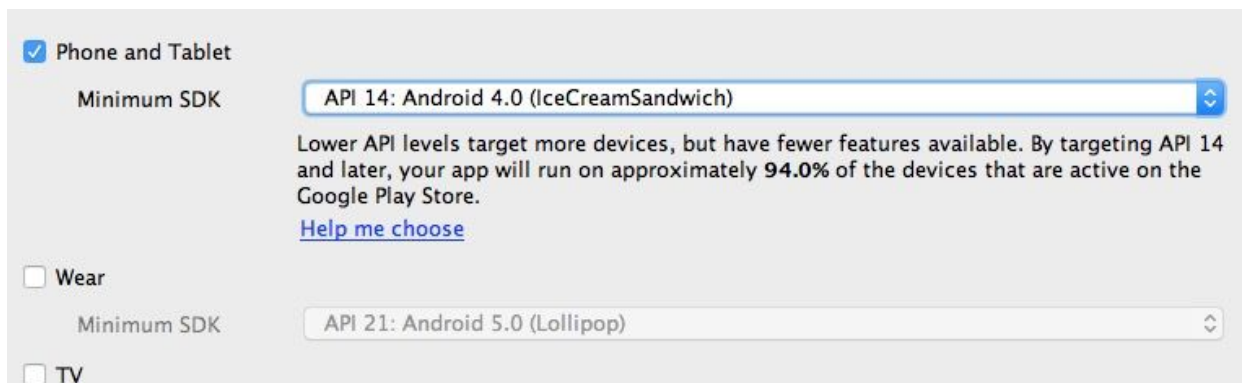 Phone and Tablet
Minimum SDK API 14: Android 4.0 (IceCreamSandwich)
Lower API levels target more devices, but have fewer features available. By targeting API 14
and later, your app will run on approximately 94.0% of the devices that are active on the
Google Play Store.
Help me choose
Wear
Minimum SDK API 21: Android 5.0 (Lollipop)
TV